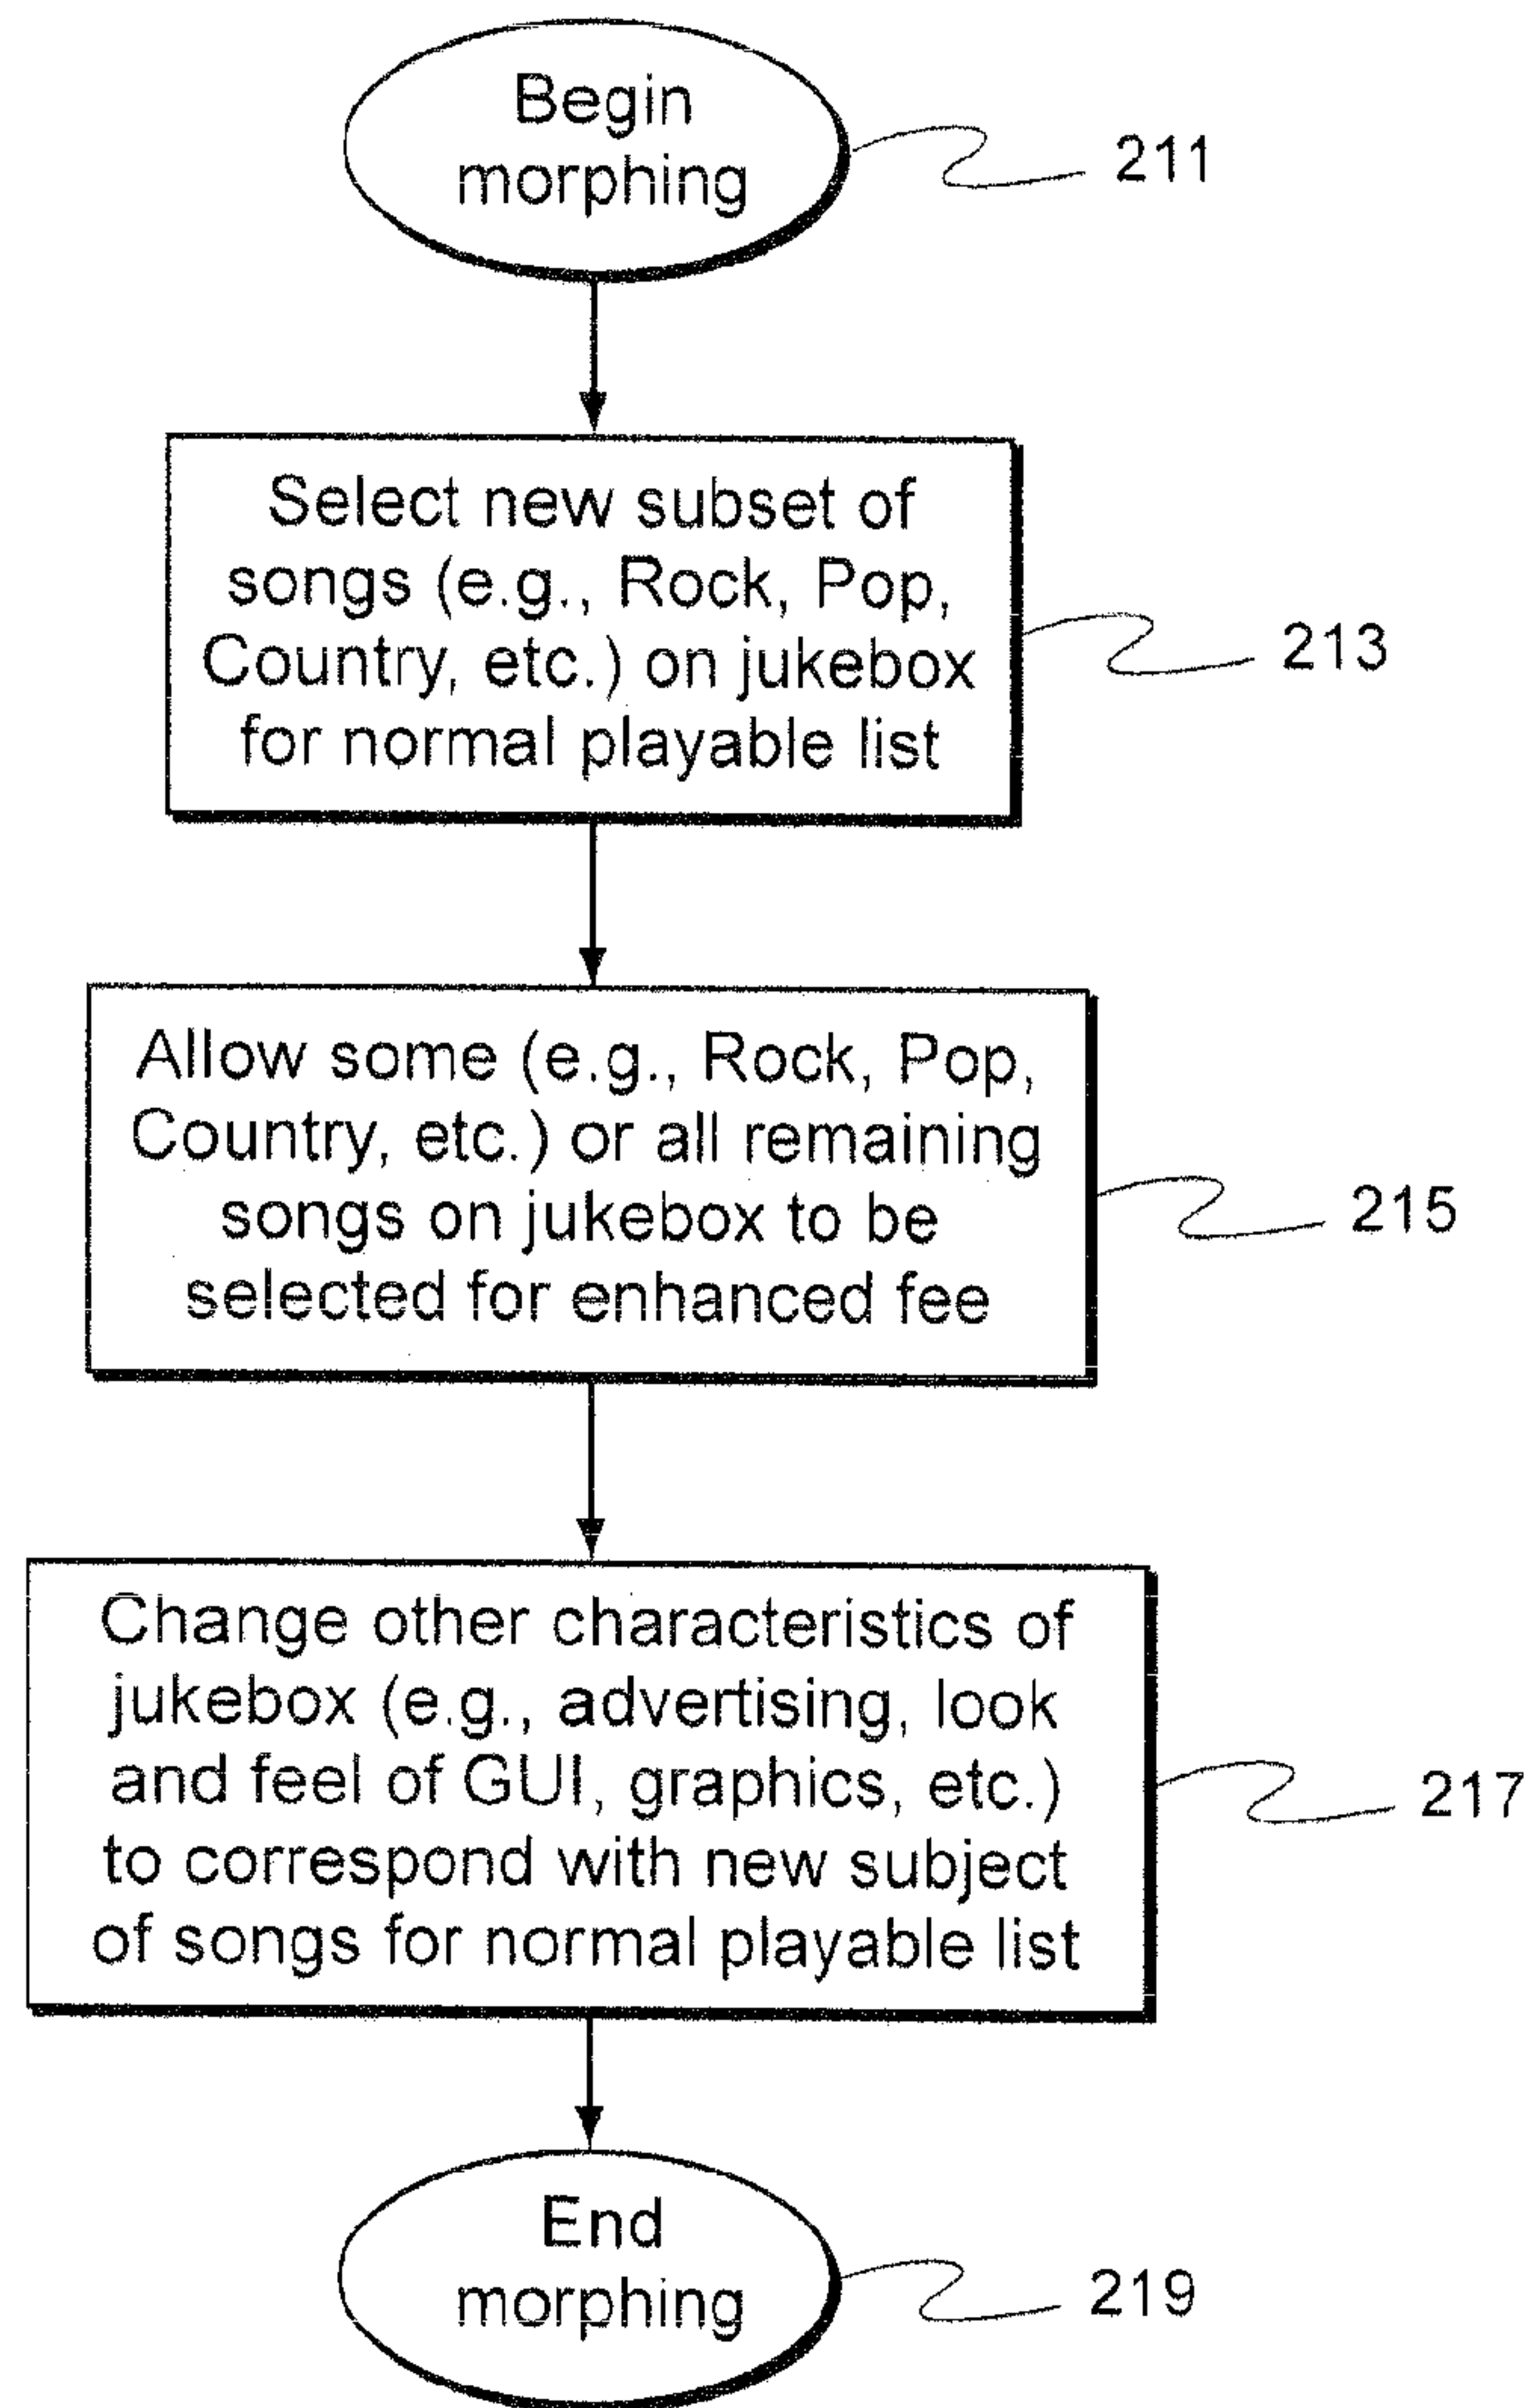 Begin
morphing
211
Select new subset of
songs (e.g., Rock, Pop,
Country, etc.) on jukebox
for normal playable list
213
Allow some (e.g., Rock, Pop,
Country, etc.) or all remaining
songs on jukebox to be
selected for enhanced fee
215
Change other characteristics of
jukebox (e.g., advertising, look
and feel of GUI, graphics, etc.)
to correspond with new subject
of songs for normal playable list
217
End
morphing
219